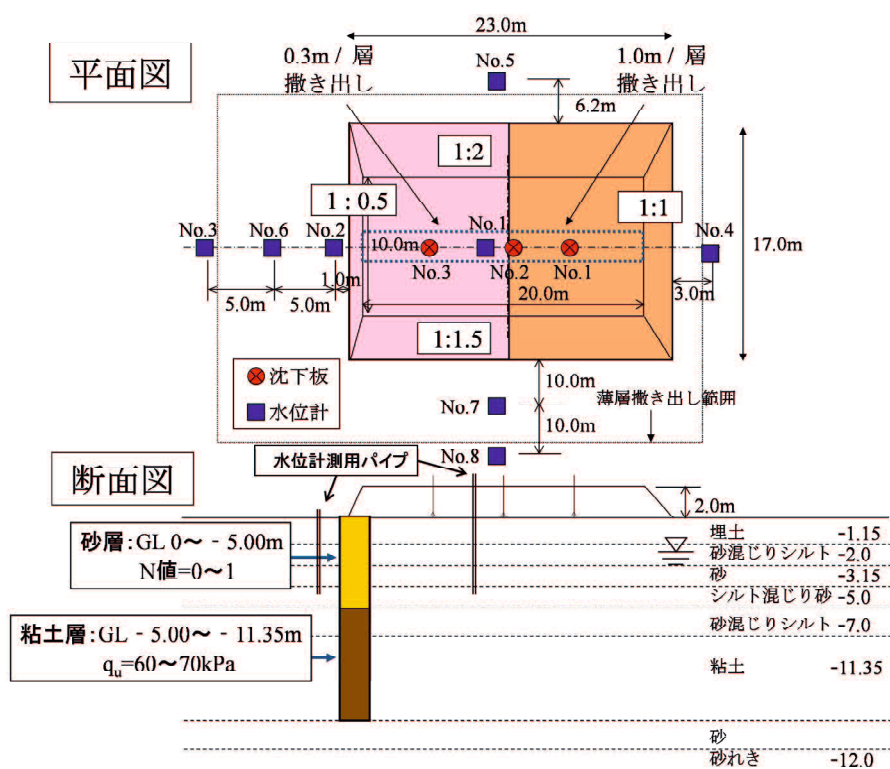 平面図
23.0m
0.3m / 層
撒き出し
No.5
1.0m / 層
撒き出し
6.2m
1:2
1 : 0.5
1:1
No.3
No.6
No.2
No.1
No.4
10.0m
No.3
No.2
No.1
17.0m
1.0m
5.0m
5.0m
20.0m
3.0m
1:1.5
沈下板
水位計
10.0m
No.7
薄層撒き出し範囲
10.0m
No.8
断面図
水位計測用パイプ
2.0m
砂層:GL 0～ - 5.00m
N値=0～1
埋土 -1.15
砂混じりシルト -2.0
砂 -3.15
シルト混じり砂 -5.0
砂混じりシルト -7.0
粘土層:GL - 5.00～ - 11.35m
qu=60～70kPa
粘土 -11.35
砂
砂れき -12.0